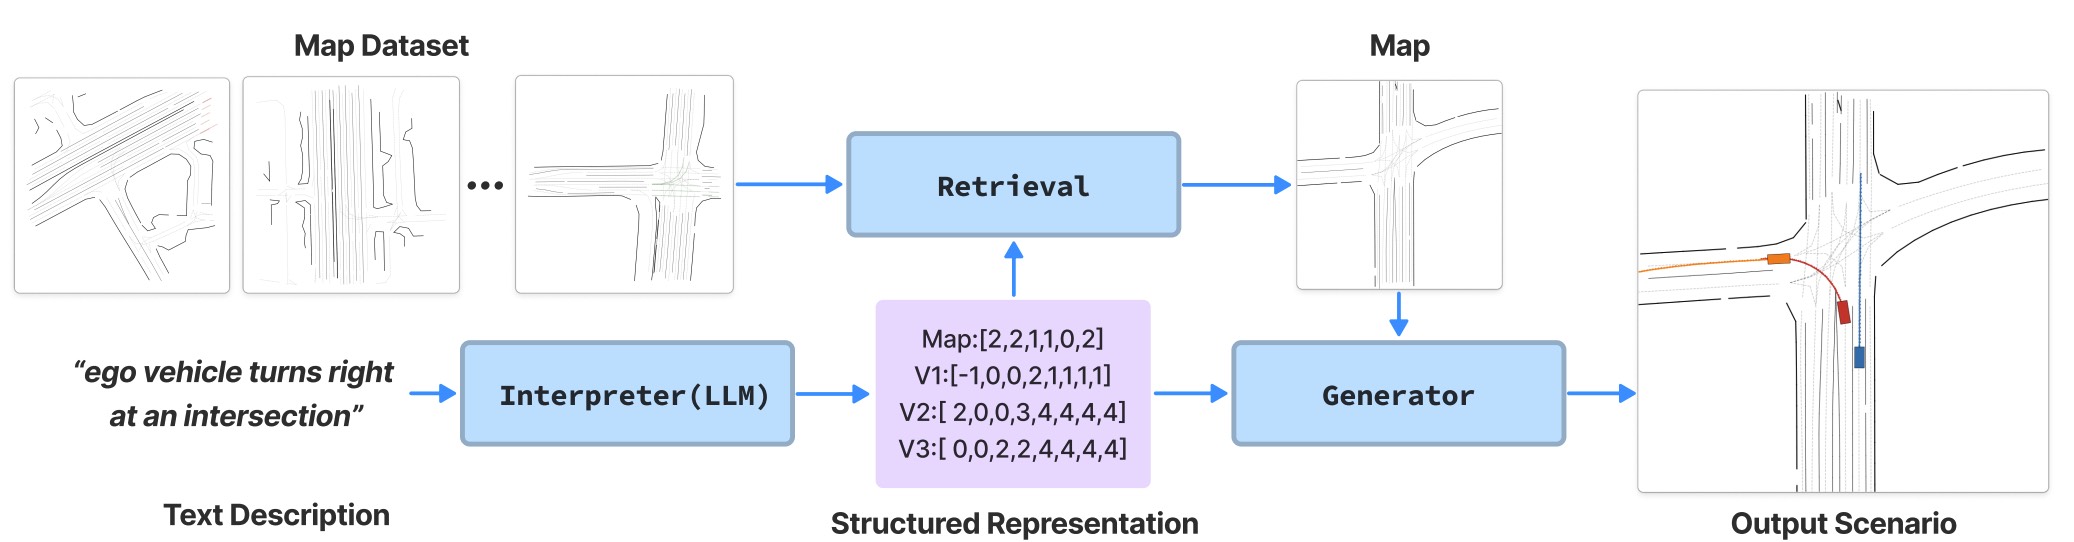 Map Dataset
Map
Retrieval
“ego vehicle turns right
at an intersection”
Interpreter(LLM)
Map:[2,2,1,1,0,2]
V1:[-1,0,0,2,1,1,1,1]
V2:[ 2,0,0,3,4,4,4,4]
V3:[ 0,0,2,2,4,4,4,4]
Generator
Text Description
Structured Representation
Output Scenario